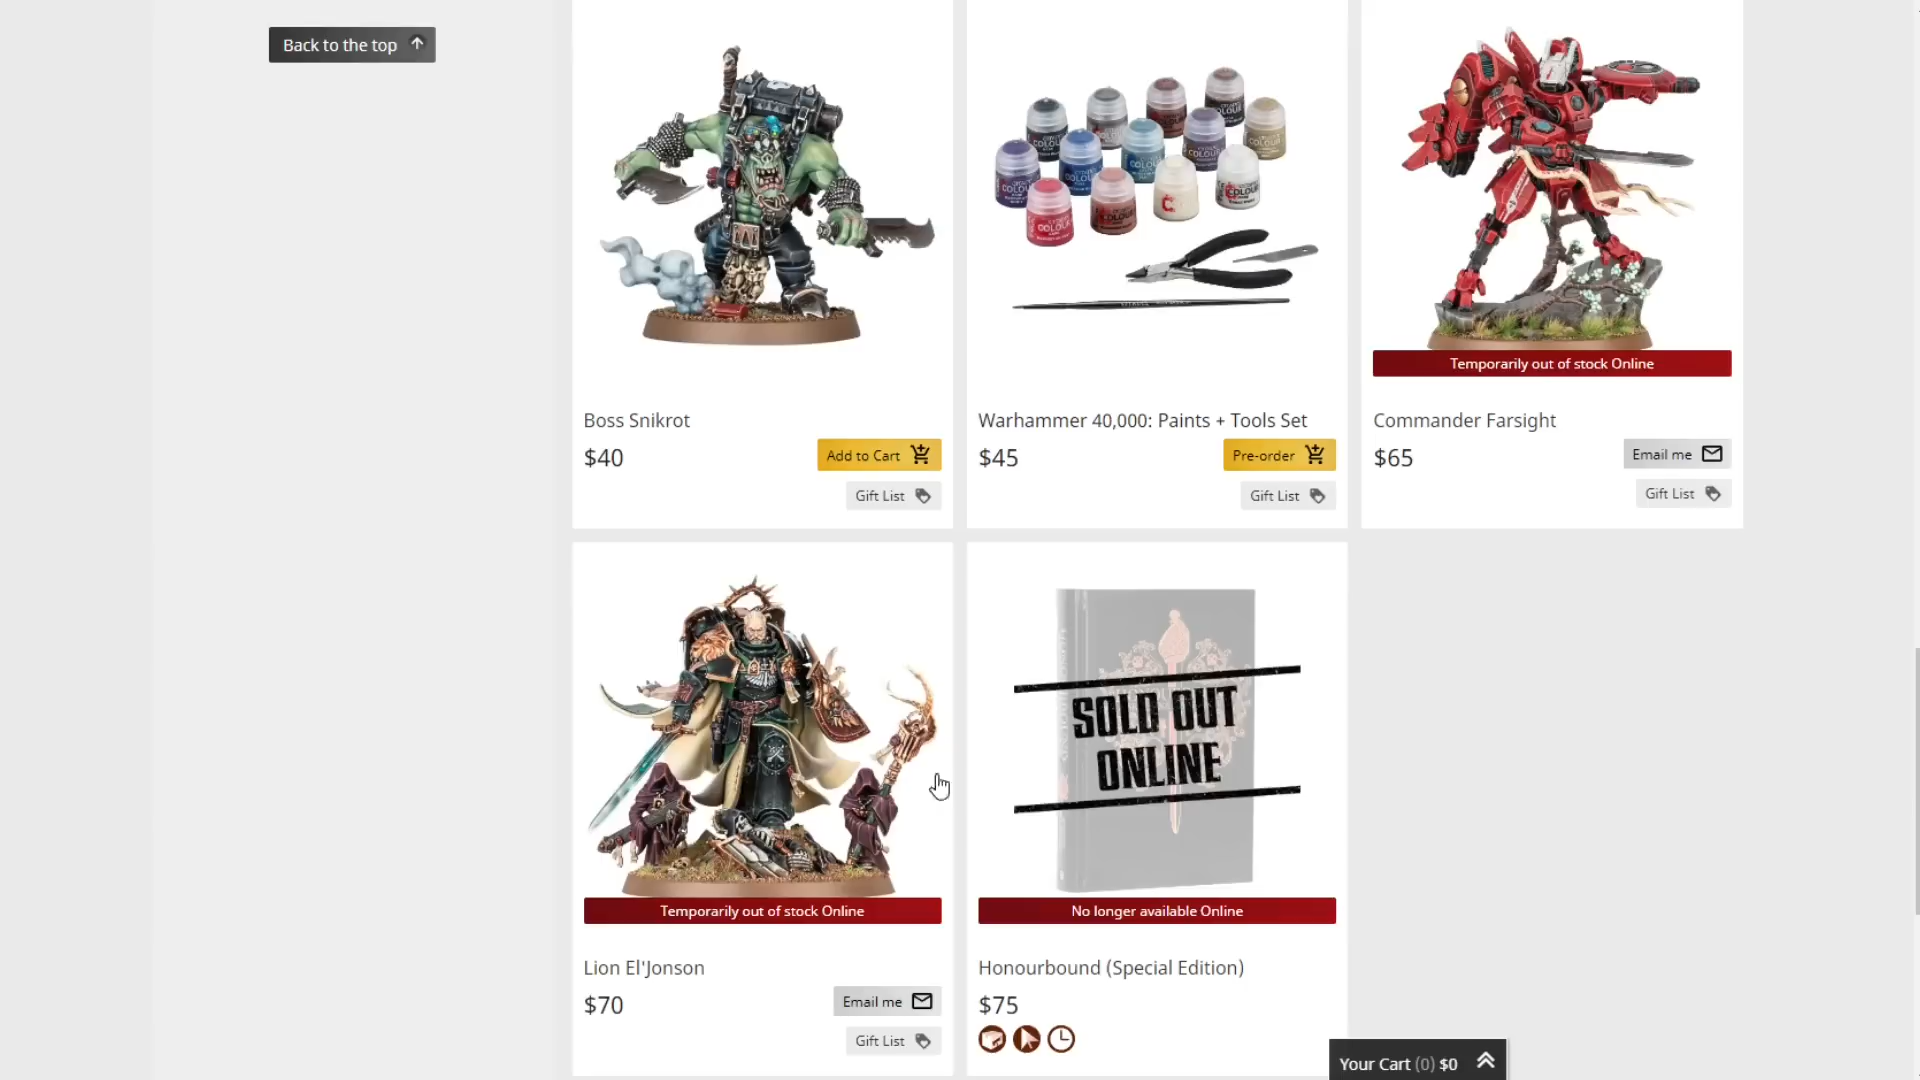 Back to the top
Temporarily out of stock Online
Boss Snikrot
$40
Add to Cart
Gift List
Warhammer 40,000: Paints + Tools Set
$45
Pre-order
Gift List
Commander Farsight
$65
Email me
Gift List
Temporarily out of stock Online
Lion El'Jonson
$70
Email me
Gift List
SOLD OUT
ONLINE
No longer available Online
Honourbound (Special Edition)
$75
Your Cart (0) $0